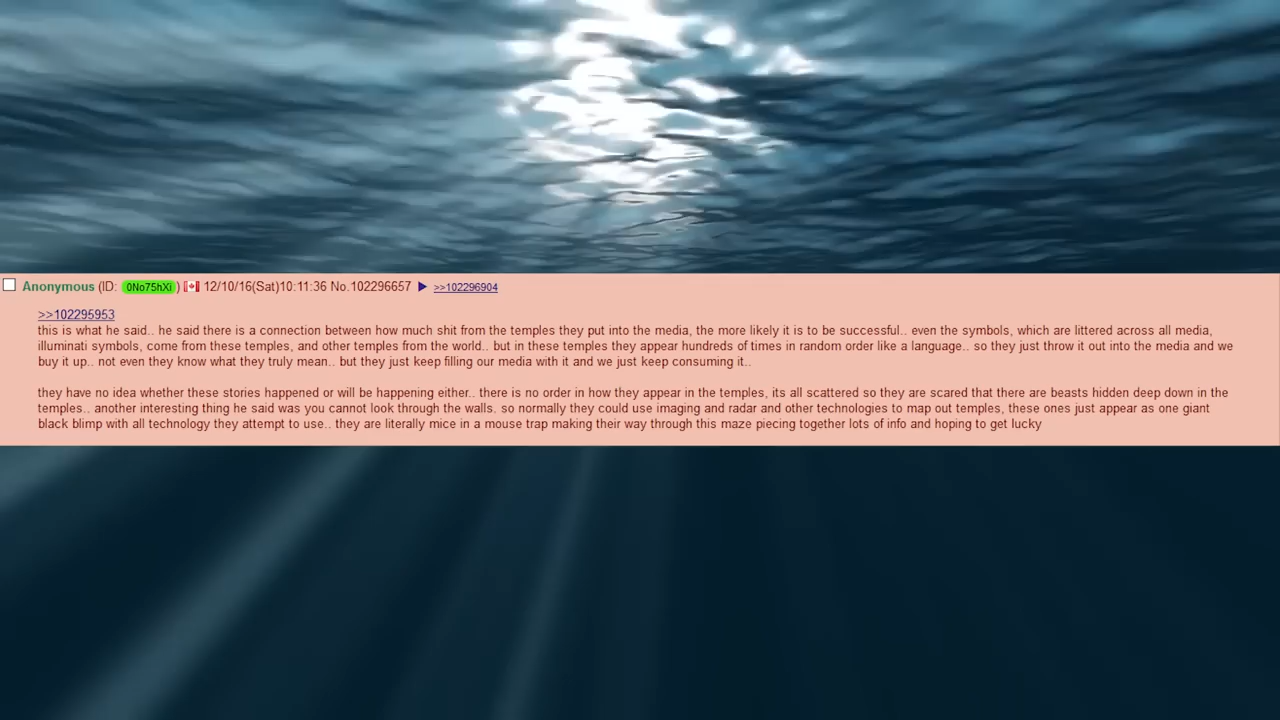 Anonymous (ID: 0No75hXi) 12/10/16(Sat)10:11:36 No.102296657 ▶ >>102296904
>>102295953
this is what he said.. he said there is a connection between how much shit from the temples they put into the media, the more likely it is to be successful.. even the symbols, which are littered across all media,
illuminati symbols, come from these temples, and other temples from the world.. but in these temples they appear hundreds of times in random order like a language.. so they just throw it out into the media and we
buy it up.. not even they know what they truly mean.. but they just keep filling our media with it and we just keep consuming it..
they have no idea whether these stories happened or will be happening either.. there is no order in how they appear in the temples, its all scattered so they are scared that there are beasts hidden deep down in the
temples.. another interesting thing he said was you cannot look through the walls. so normally they could use imaging and radar and other technologies to map out temples, these ones just appear as one giant
black blimp with all technology they attempt to use.. they are literally mice in a mouse trap making their way through this maze piecing together lots of info and hoping to get lucky